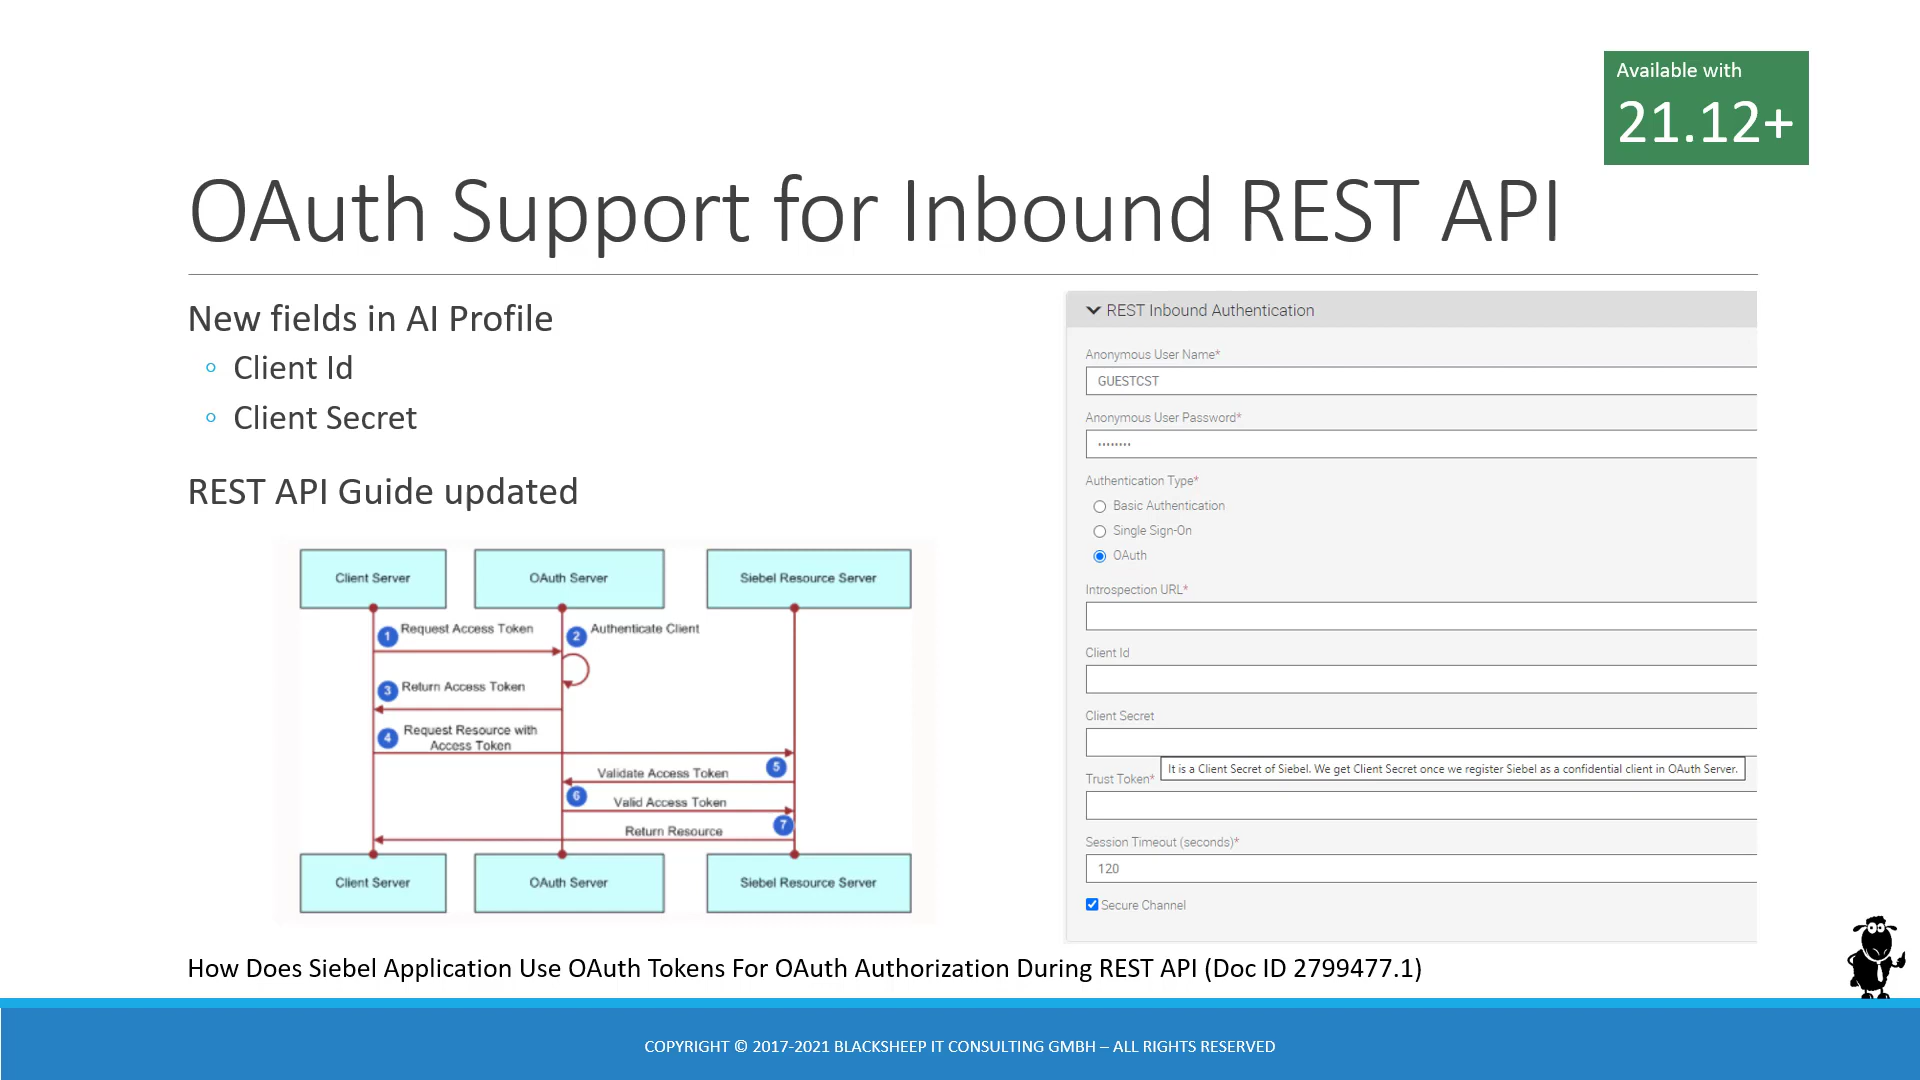 Available with
21.12+
OAuth Support for Inbound REST API
New fields in AI Profile
Client Id
Client Secret
REST API Guide updated
Client Server
OAuth Server
Siebel Resource Server
1 Request Access Token
2 Authenticate Client
3 Return Access Token
4 Request Resource with
Access Token
5
Validate Access Token
6 Valid Access Token
7
Return Resource
Client Server
OAuth Server
Siebel Resource Server
REST Inbound Authentication
Anonymous User Name*
GUESTCST
Anonymous User Password*
••••••••
Authentication Type*
Basic Authentication
Single Sign-On
OAuth
Introspection URL*
Client Id
Client Secret
It is a Client Secret of Siebel. We get Client Secret once we register Siebel as a confidential client in OAuth Server.
Trust Token*
Session Timeout (seconds)*
120
Secure Channel
How Does Siebel Application Use OAuth Tokens For OAuth Authorization During REST API (Doc ID 2799477.1)
COPYRIGHT © 2017-2021 BLACKSHEEP IT CONSULTING GMBH – ALL RIGHTS RESERVED